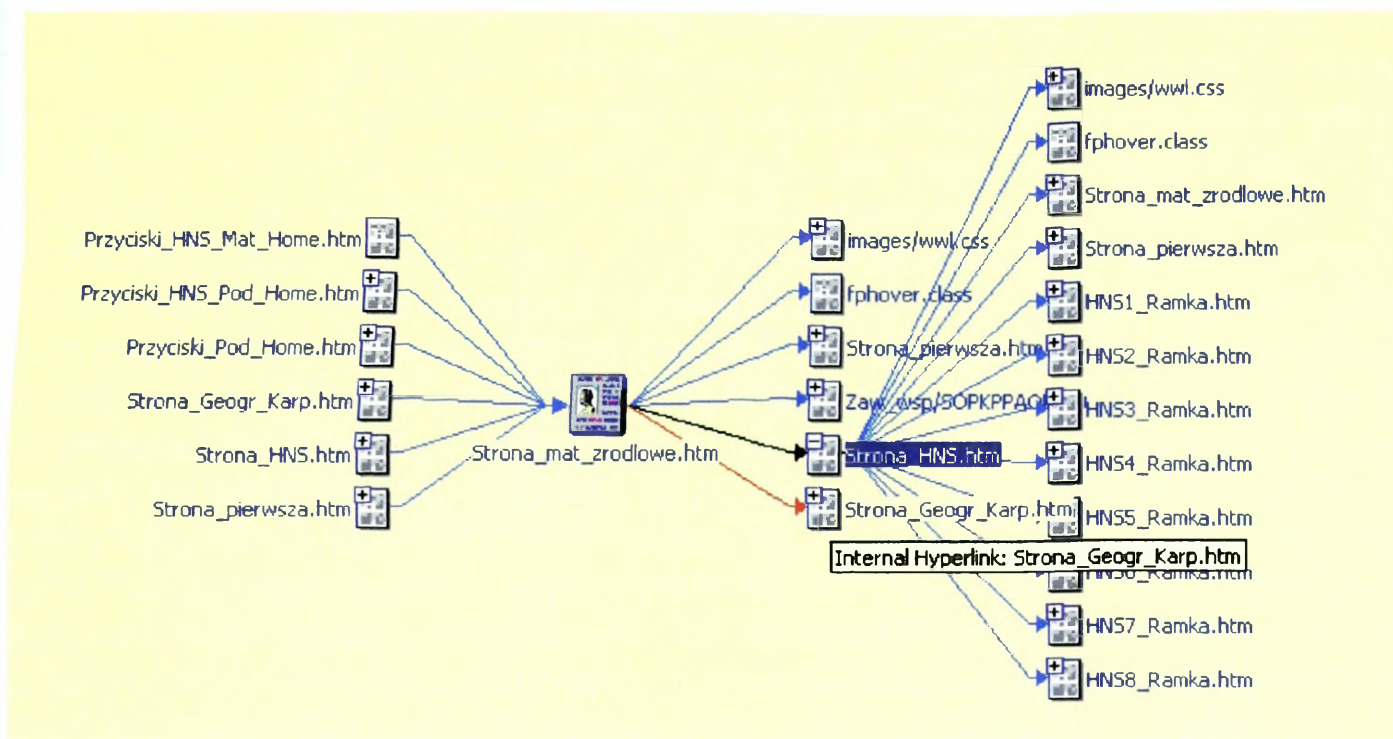 Przyciski_HNS_Mat_Home.htm
Przyciski_HNS_Pod_Home.htm
Przyciski_Pod_Home.htm
Strona_Geogr_Karp.htm
Strona_HNS.htm
Strona_pierwsza.htm
Strona_mat_zrodlowe.htm
images/wwl.css
fphover.class
Strona_pierwsza.htm
Strona_HNS.htm
Strona_Geogr_Karp.htm
Internal Hyperlink: Strona_Geogr_Karp.htm
images/wwl.css
fphover.class
Strona_mat_zrodlowe.htm
Strona_pierwsza.htm
HNS1_Ramka.htm
HNS2_Ramka.htm
HNS3_Ramka.htm
HNS4_Ramka.htm
HNS5_Ramka.htm
HNS7_Ramka.htm
HNS8_Ramka.htm